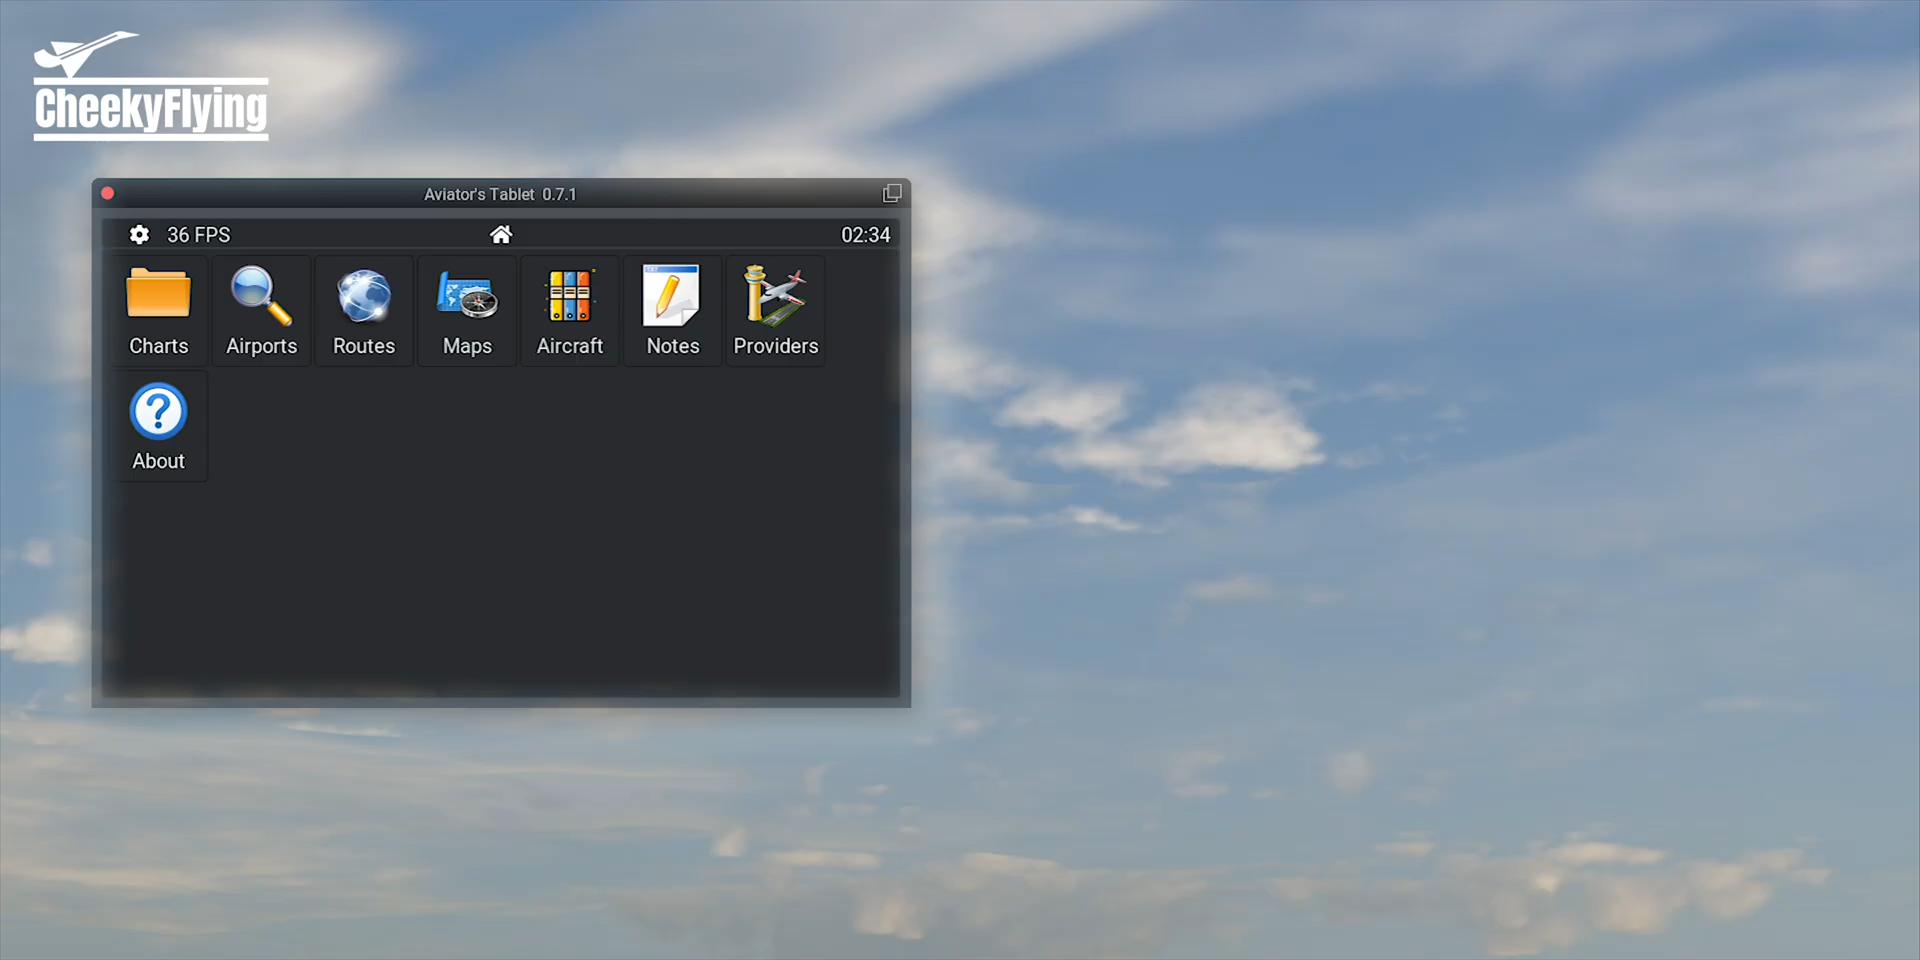 CheekyFlying
Aviator's Tablet 0.7.1
36 FPS
02:34
Charts
Airports
Routes
Maps
Aircraft
Notes
Providers
About